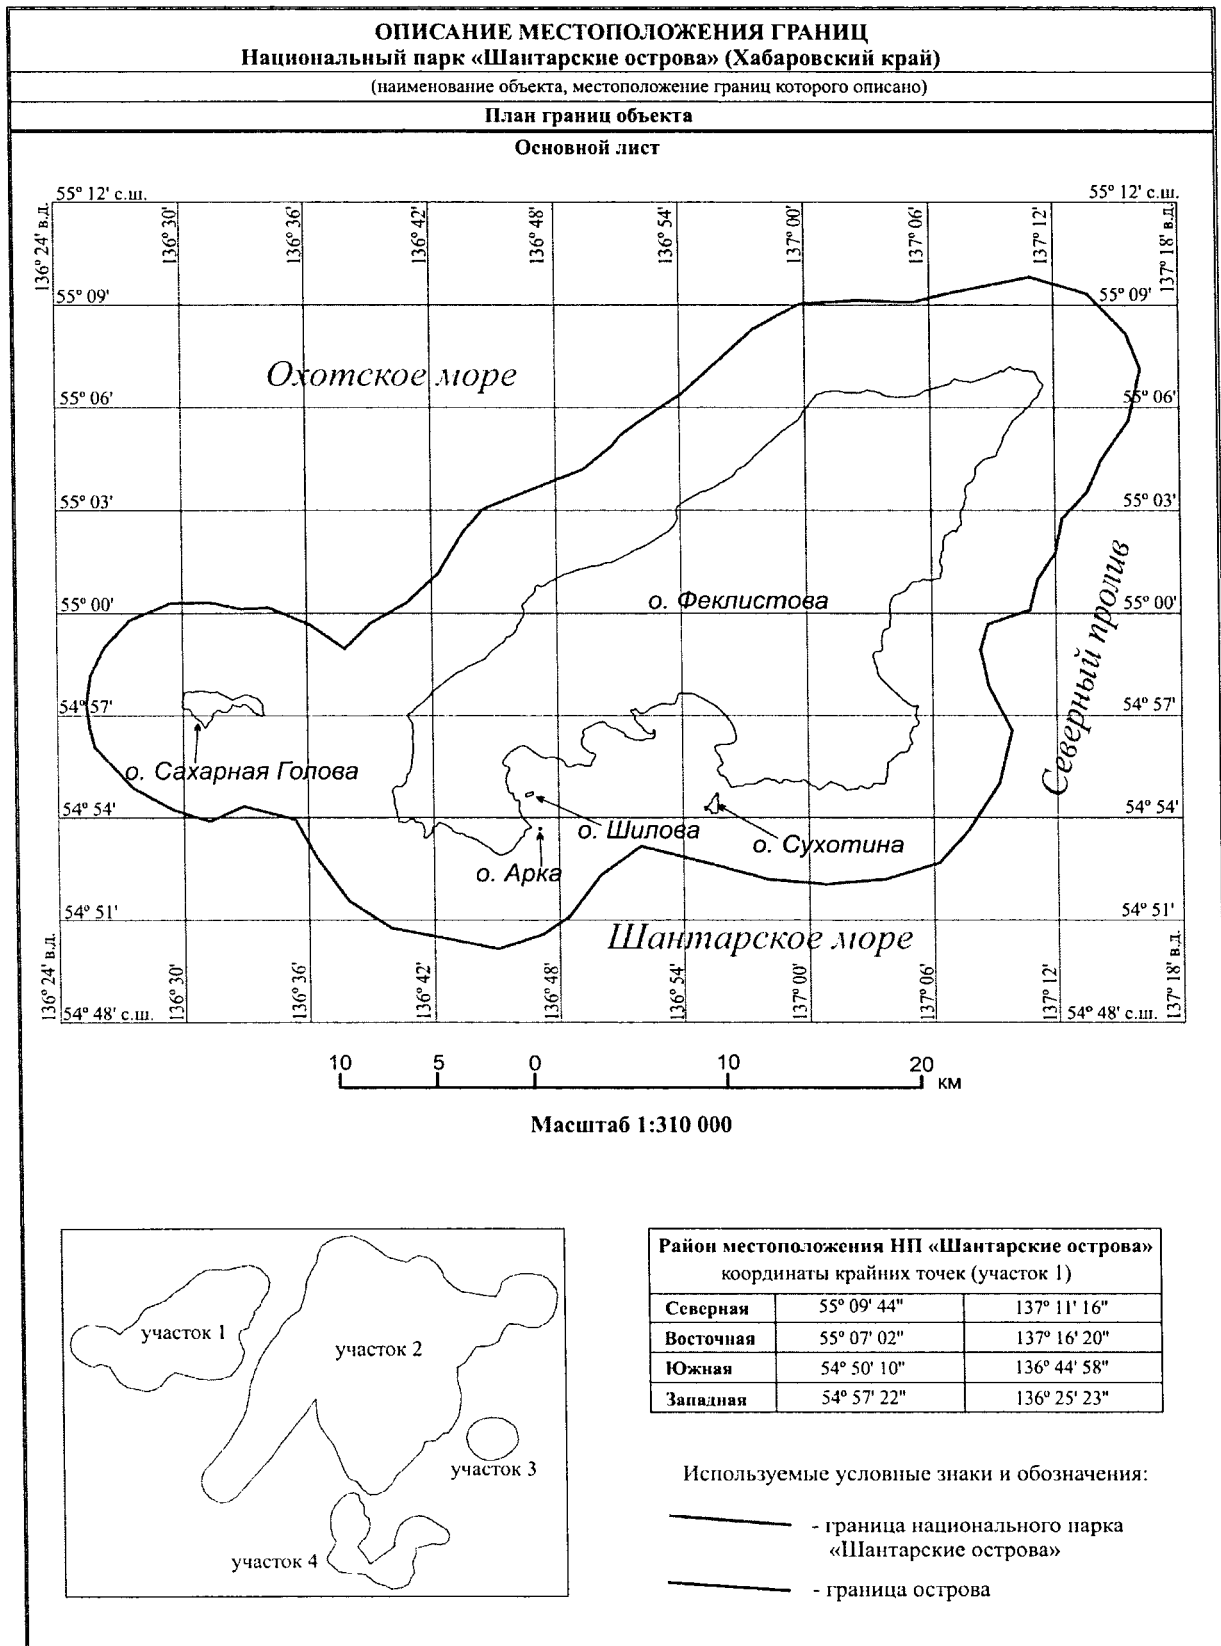 ОПИСАНИЕ МЕСТОПОЛОЖЕНИЯ ГРАНИЦ
Национальный парк «Шантарские острова» (Хабаровский край)
(наименование объекта, местоположение границ которого описано)
План границ объекта
Основной лист
55° 12' с.ш.
55° 12' с.ш.
136° 24' в.д.
136° 30'
136° 36'
136° 42'
136° 48'
136° 54'
137° 00'
137° 06'
137° 12'
137° 18' в.д.
55° 09'
55° 09'
Охотское море
55° 06'
55° 06'
55° 03'
55° 03'
55° 00'
о. Феклистова
55° 00'
Северный пролив
54° 57'
54° 57'
о. Сахарная Голова
54° 54'
54° 54'
о. Шилова
о. Сухотина
о. Арка
54° 51'
54° 51'
Шантарское море
136° 24' в.д.
136° 30'
136° 36'
136° 42'
136° 48'
136° 54'
137° 00'
137° 06'
137° 12'
137° 18' в.д.
54° 48' с.ш.
54° 48' с.ш.
10 5 0 10 20 км
Масштаб 1:310 000
участок 1
участок 2
участок 3
участок 4
Район местоположения НП «Шантарские острова»
координаты крайних точек (участок 1)
Северная 55° 09' 44" 137° 11' 16"
Восточная 55° 07' 02" 137° 16' 20"
Южная 54° 50' 10" 136° 44' 58"
Западная 54° 57' 22" 136° 25' 23"
Используемые условные знаки и обозначения:
- граница национального парка
«Шантарские острова»
- граница острова